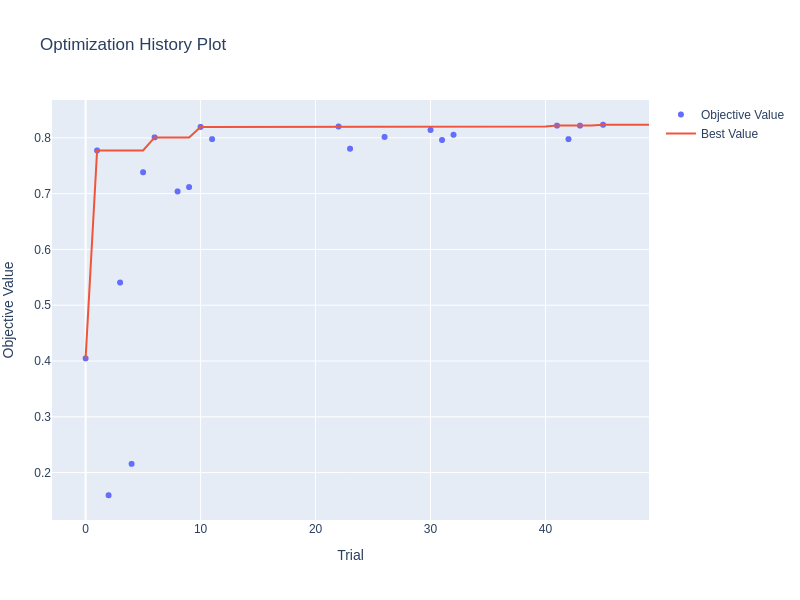 Optimization History Plot
Objective Value
Best Value
0.8
0.7
0.6
0.5
0.4
0.3
0.2
Objective Value
0 10 20 30 40
Trial